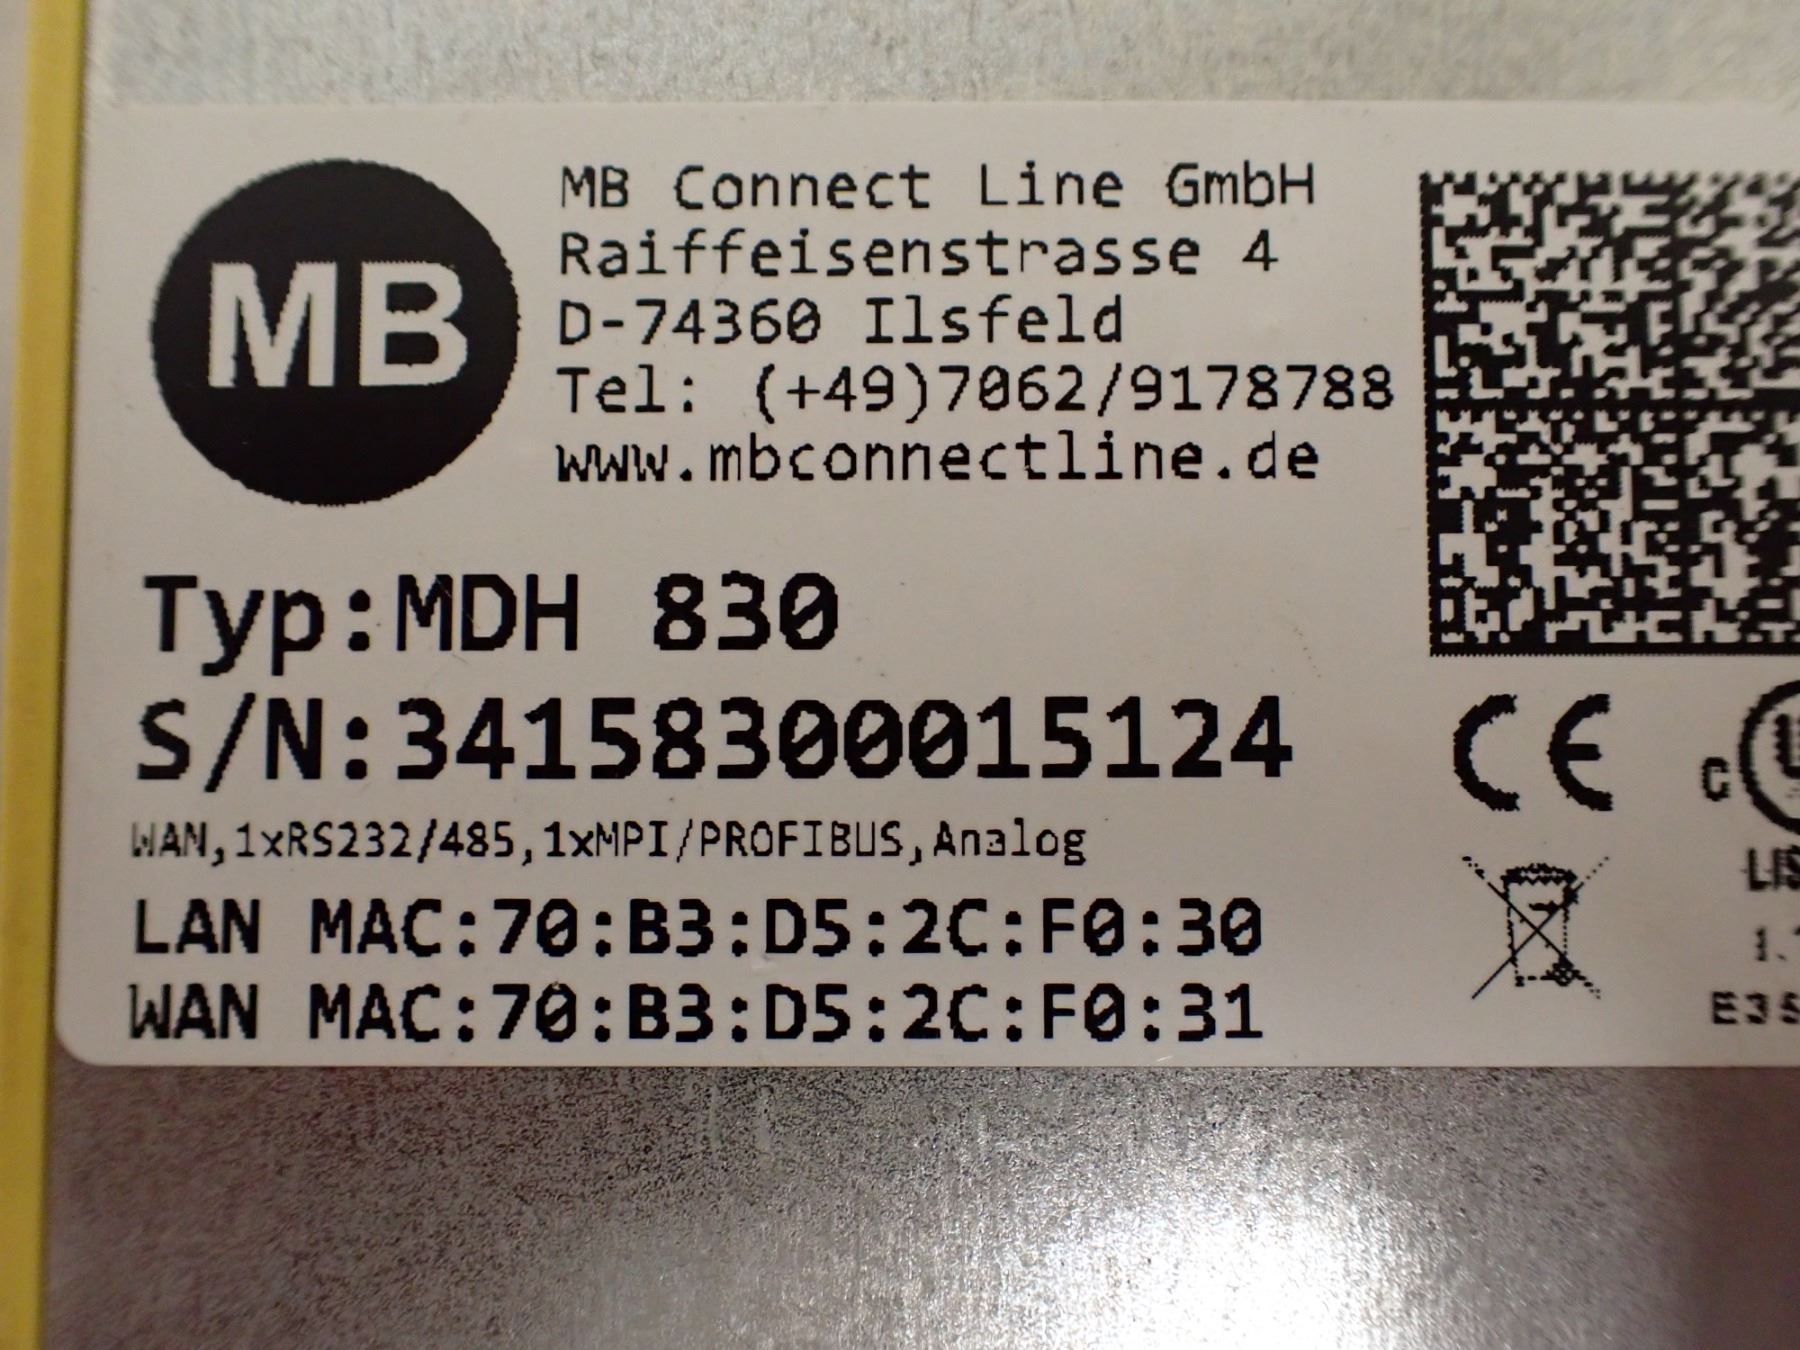 MB
MB Connect Line GmbH
Raiffeisenstrasse 4
D-74360 Ilsfeld
Tel: (+49)7062/9178788
www.mbconnectline.de
Typ:MDH 830
S/N:34158300015124
CE
C
WAN,1xRS232/485,1xMPI/PROFIBUS,Analog
LAN MAC:70:B3:D5:2C:F0:30
WAN MAC:70:B3:D5:2C:F0:31